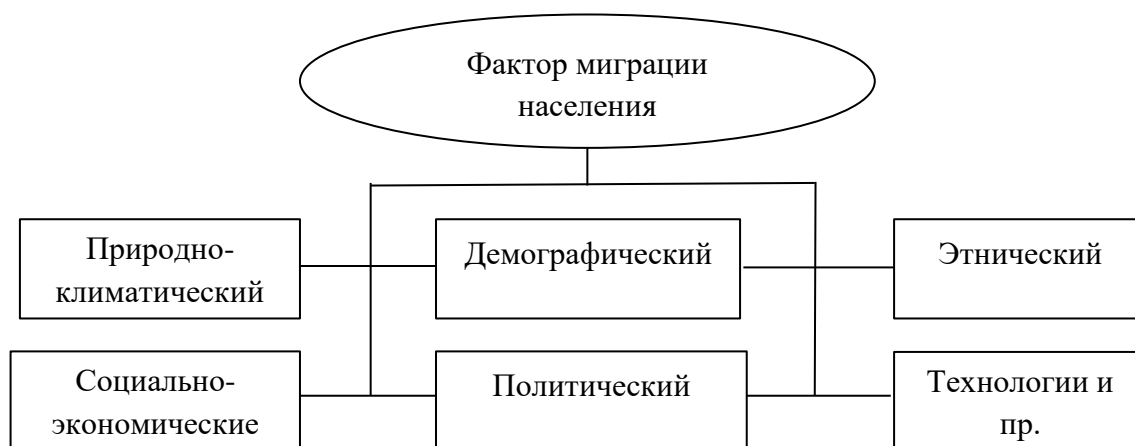 Фактор миграции
населения
Природно-
климатический
Демографический
Этнический
Социально-
экономические
Политический
Технологии и
пр.